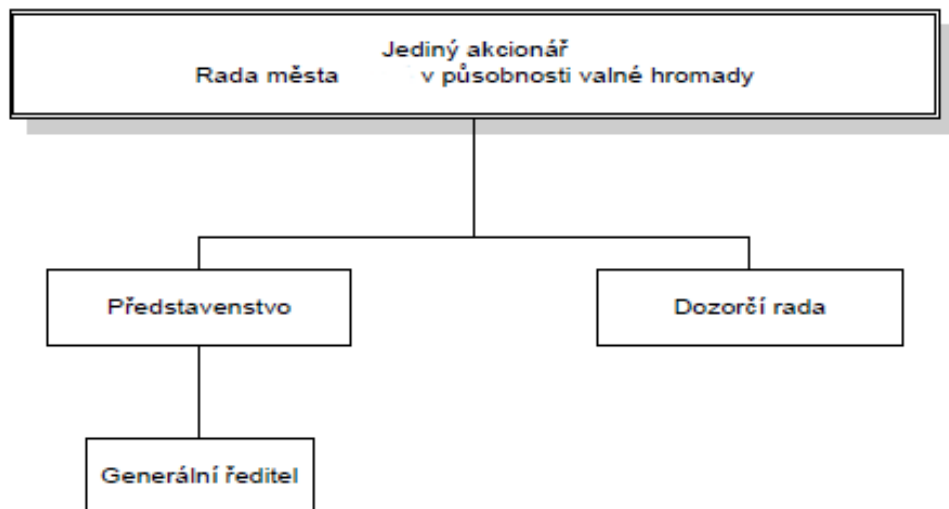 Jediný akcionář
Rada města v působnosti valné hromady
Představenstvo
Dozorčí rada
Generální ředitel